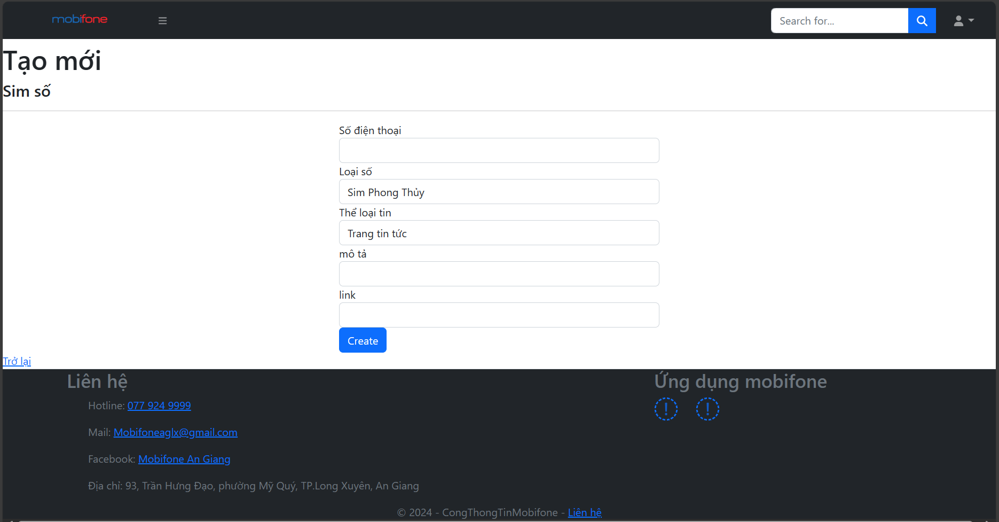 mobifone
Search for...
Tạo mới
Sim số
Số điện thoại
Loại số
Sim Phong Thủy
Thể loại tin
Trang tin tức
mô tả
link
Create
Trở lại
Liên hệ
Ứng dụng mobifone
Hotline: 077 924 9999
Mail: Mobifoneaglx@gmail.com
Facebook: Mobifone An Giang
Địa chỉ: 93, Trần Hưng Đạo, phường Mỹ Quý, TP.Long Xuyên, An Giang
© 2024 - CongThongTinMobifone - Liên hệ